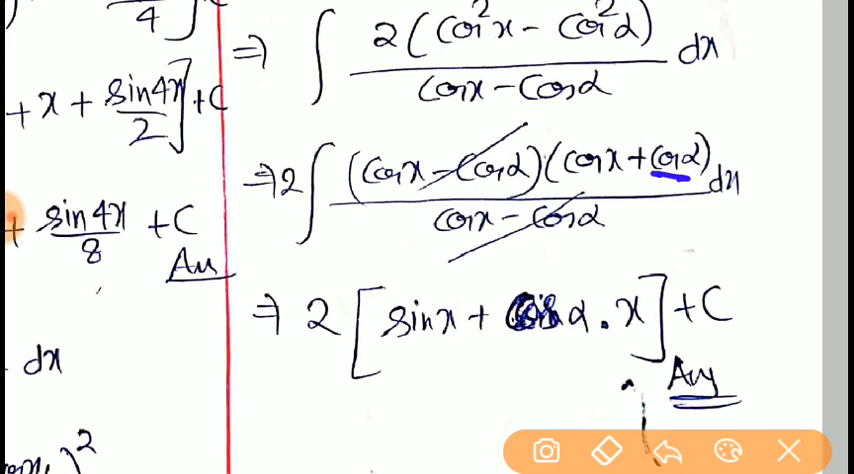 4 ] + C
+ x + sin4x/2 ] + C
+ sin4x/8 + C
Ans
dx
)²
⇒ ∫ 2(cos²x - cos²α) / (cosx - cosα) dx
⇒ 2∫ (cosx - cosα)(cosx + cosα) / (cosx - cosα) dx
⇒ 2[sinx + cosα.x] + C
Ans